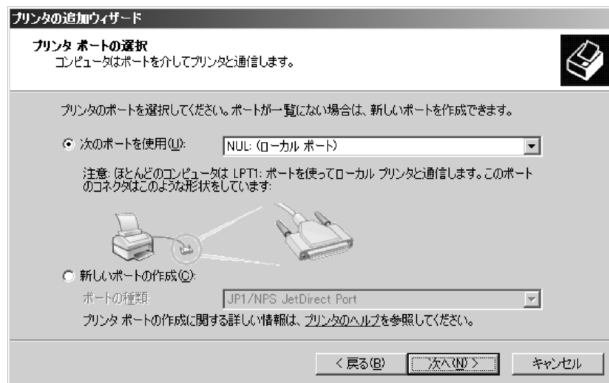 プリンタの追加ウィザード
プリンタ ポートの選択
コンピュータはポートを介してプリンタと通信します。
プリンタのポートを選択してください。ポートが一覧にない場合は、新しいポートを作成できます。
次のポートを使用(U):
NUL: (ローカル ポート)
注意: ほとんどのコンピュータは LPT1: ポートを使ってローカル プリンタと通信します。このポート
のコネクタはこのような形状をしています:
新しいポートの作成(C):
ポートの種類:
JP1/NPS JetDirect Port
プリンタ ポートの作成に関する詳しい情報は、プリンタのヘルプを参照してください。
< 戻る(B)
次へ(N) >
キャンセル